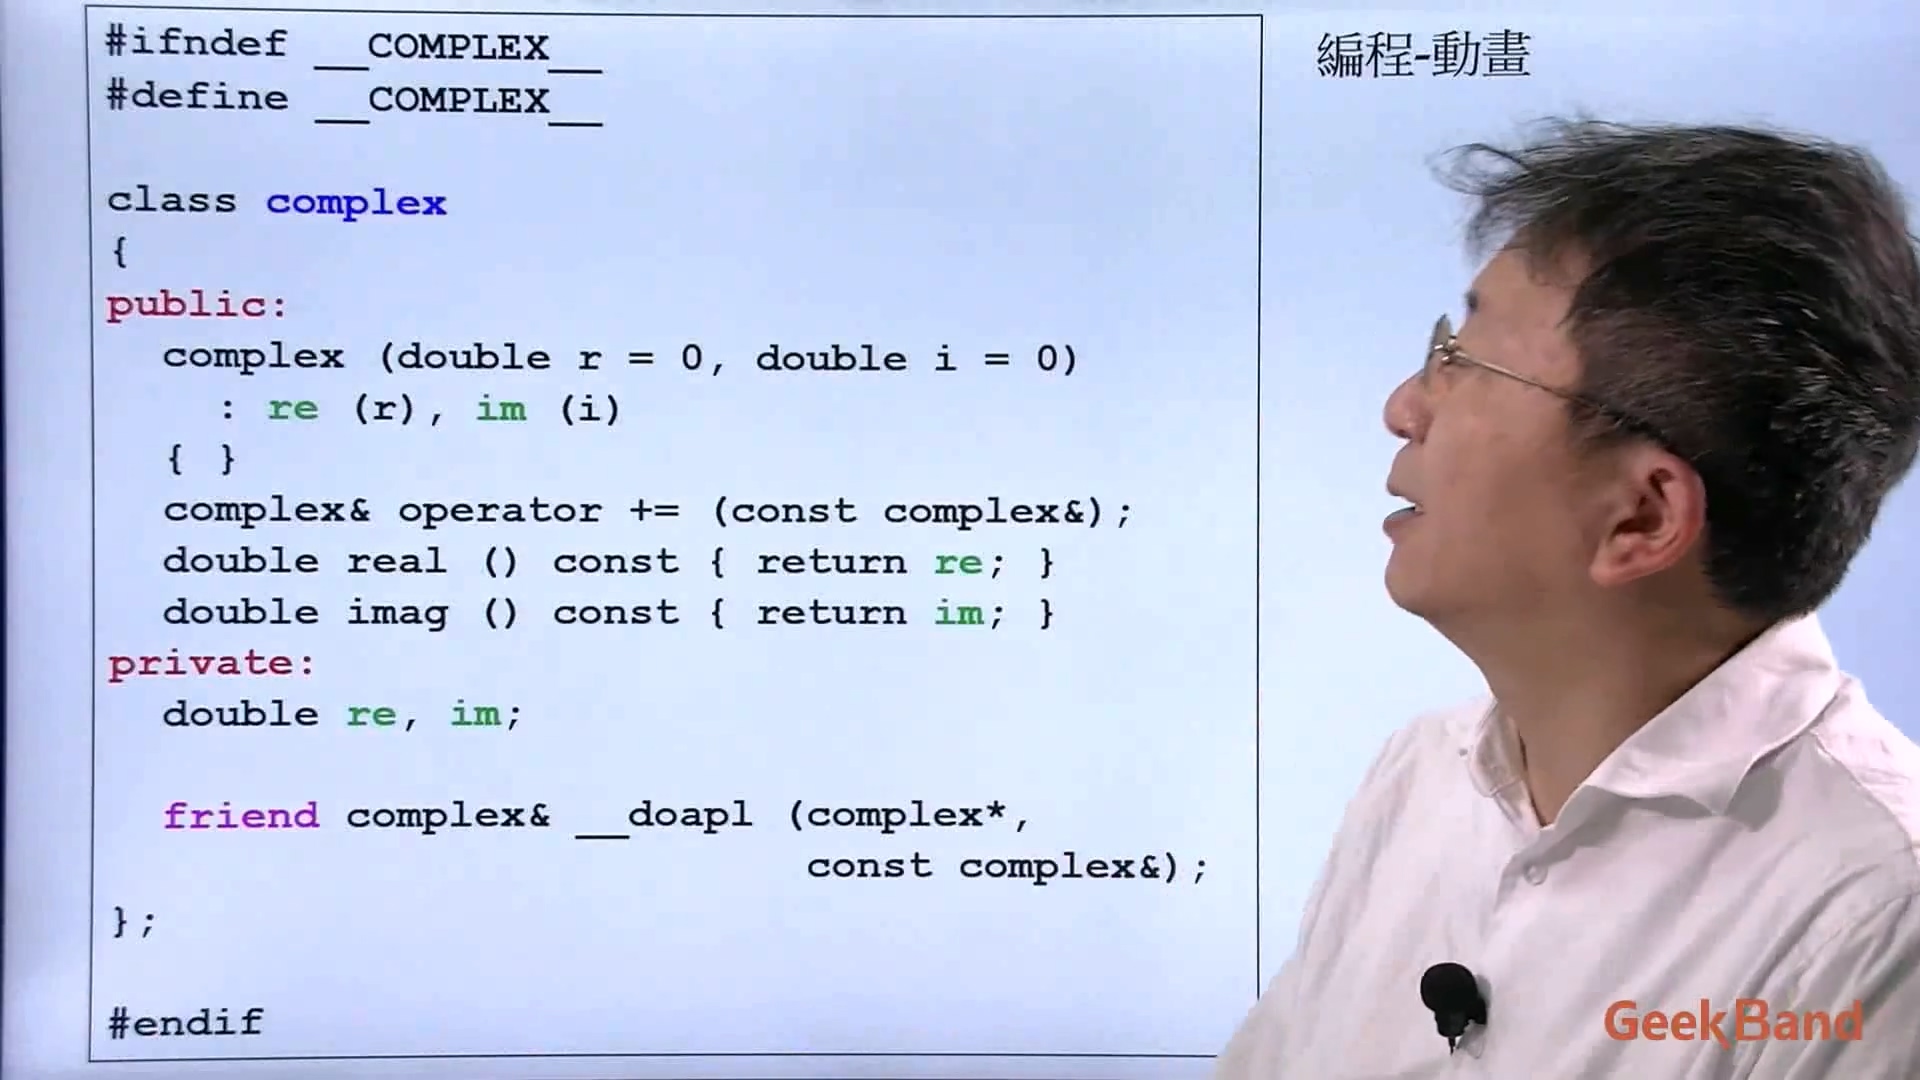 #ifndef __COMPLEX__
#define __COMPLEX__
class complex
{
public:
complex (double r = 0, double i = 0)
: re (r), im (i)
{ }
complex& operator += (const complex&);
double real () const { return re; }
double imag () const { return im; }
private:
double re, im;
friend complex& __doapl (complex*,
const complex&);
};
#endif
編程-動畫
GeekBand